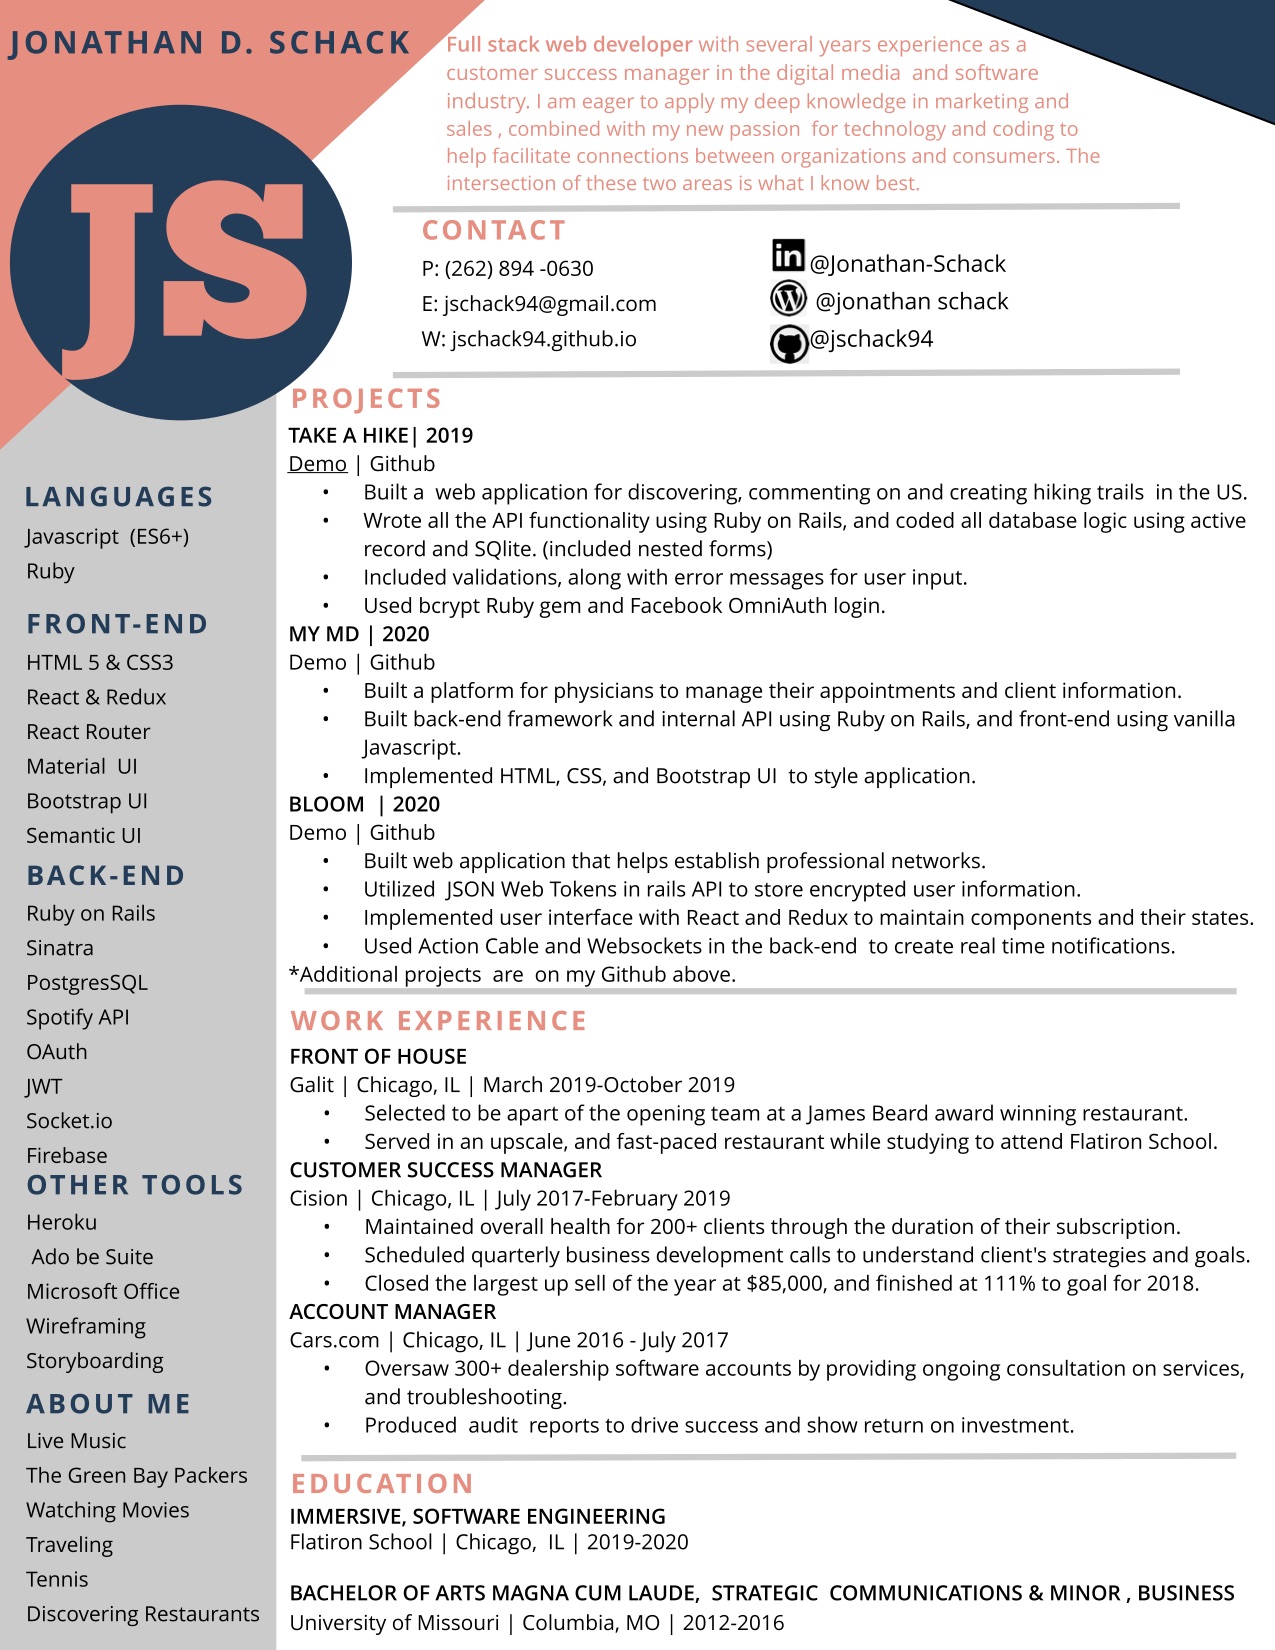 JONATHAN D. SCHACK
JS
Full stack web developer with several years experience as a
customer success manager in the digital media  and software
industry. I am eager to apply my deep knowledge in marketing and
sales , combined with my new passion  for technology and coding to
help facilitate connections between organizations and consumers. The
intersection of these two areas is what I know best.
CONTACT
P: (262) 894 -0630
E: jschack94@gmail.com
W: jschack94.github.io
in @Jonathan-Schack
@jonathan schack
@jschack94
LANGUAGES
Javascript  (ES6+)
Ruby
FRONT-END
HTML 5 & CSS3
React & Redux
React Router
Material  UI
Bootstrap UI
Semantic UI
BACK-END
Ruby on Rails
Sinatra
PostgresSQL
Spotify API
OAuth
JWT
Socket.io
Firebase
OTHER TOOLS
Heroku
Ado be Suite
Microsoft Office
Wireframing
Storyboarding
ABOUT ME
Live Music
The Green Bay Packers
Watching Movies
Traveling
Tennis
Discovering Restaurants
PROJECTS
TAKE A HIKE| 2019
Demo | Github
• Built a  web application for discovering, commenting on and creating hiking trails  in the US.
• Wrote all the API functionality using Ruby on Rails, and coded all database logic using active
record and SQlite. (included nested forms)
• Included validations, along with error messages for user input.
• Used bcrypt Ruby gem and Facebook OmniAuth login.
MY MD | 2020
Demo | Github
• Built a platform for physicians to manage their appointments and client information.
• Built back-end framework and internal API using Ruby on Rails, and front-end using vanilla
Javascript.
• Implemented HTML, CSS, and Bootstrap UI  to style application.
BLOOM  | 2020
Demo | Github
• Built web application that helps establish professional networks.
• Utilized  JSON Web Tokens in rails API to store encrypted user information.
• Implemented user interface with React and Redux to maintain components and their states.
• Used Action Cable and Websockets in the back-end  to create real time notifications.
*Additional projects  are  on my Github above.
WORK EXPERIENCE
FRONT OF HOUSE
Galit | Chicago, IL | March 2019-October 2019
• Selected to be apart of the opening team at a James Beard award winning restaurant.
• Served in an upscale, and fast-paced restaurant while studying to attend Flatiron School.
CUSTOMER SUCCESS MANAGER
Cision | Chicago, IL | July 2017-February 2019
• Maintained overall health for 200+ clients through the duration of their subscription.
• Scheduled quarterly business development calls to understand client's strategies and goals.
• Closed the largest up sell of the year at $85,000, and finished at 111% to goal for 2018.
ACCOUNT MANAGER
Cars.com | Chicago, IL | June 2016 - July 2017
• Oversaw 300+ dealership software accounts by providing ongoing consultation on services,
and troubleshooting.
• Produced  audit  reports to drive success and show return on investment.
EDUCATION
IMMERSIVE, SOFTWARE ENGINEERING
Flatiron School | Chicago,  IL | 2019-2020
BACHELOR OF ARTS MAGNA CUM LAUDE,  STRATEGIC  COMMUNICATIONS & MINOR , BUSINESS
University of Missouri | Columbia, MO | 2012-2016